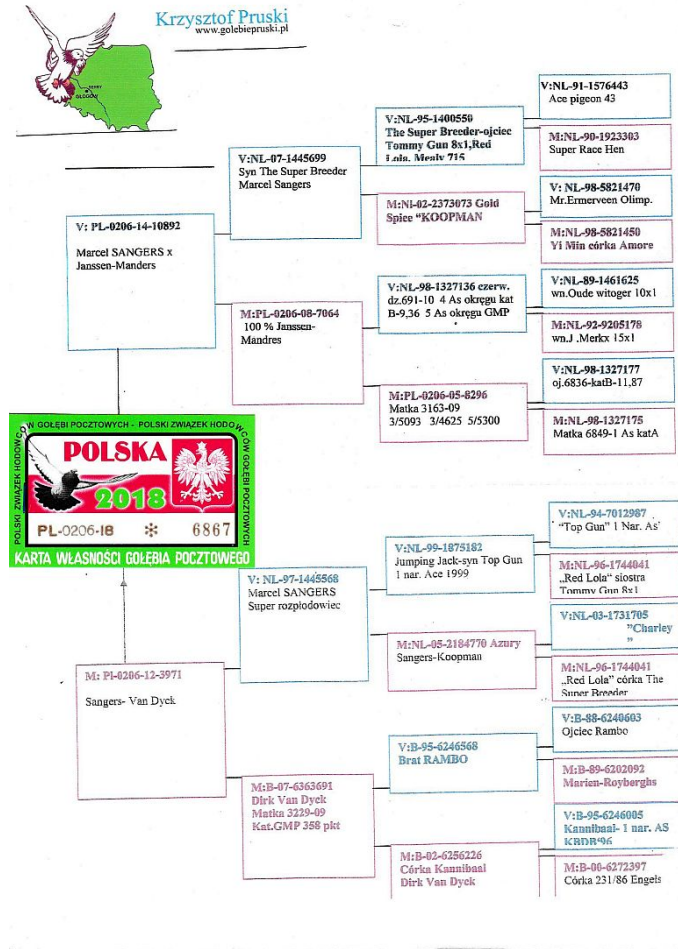 Krzysztof Pruski
www.golebiepruski.pl
GŁOGÓW
V: PL-0206-14-10892
Marcel SANGERS x
Janssen-Manders
V:NL-07-1445699
Syn The Super Breeder
Marcel Sangers
M:PL-0206-08-7064
100 % Janssen-
Mandres
V:NL-95-1400550
The Super Breeder-ojciec
Tommy Gun 8x1,Red
Lola, Mealy 715
M:Nl-02-2373073 Gold
Spice "KOOPMAN
V:NL-98-1327136 czerw.
dz.691-10 4 As okręgu kat
B-9,36 5 As okręgu GMP
M:PL-0206-05-8296
Matka 3163-09
3/5093 3/4625 5/5300
V:NL-91-1576443
Ace pigeon 43
M:NL-90-1923303
Super Race Hen
V: NL-98-5821470
Mr.Ermerveen Olimp.
M:NL-98-5821450
Yi Min córka Amore
V:NL-89-1461625
wn.Oude witoger 10x1
M:NL-92-9205178
wn.J .Merkx 15x1
V:NL-98-1327177
oj.6836-katB-11,87
M:NL-98-1327175
Matka 6849-1 As katA
POLSKI ZWIĄZEK HODOWCÓW GOŁĘBI POCZTOWYCH - POLSKI ZWIĄZEK HODOWCÓW GOŁĘBI POCZTOWYCH
POLSKA
2018
PL-0206-18 * 6867
KARTA WŁASNOŚCI GOŁĘBIA POCZTOWEGO
M: Pl-0206-12-3971
Sangers- Van Dyck
V: NL-97-1445568
Marcel SANGERS
Super rozpłodowiec
M:B-07-6363691
Dirk Van Dyck
Matka 3229-09
Kat.GMP 358 pkt
V:NL-99-1875182
Jumping Jack-syn Top Gun
1 nar. Ace 1999
M:NL-05-2184770 Azury
Sangers-Koopman
V:B-95-6246568
Brat RAMBO
M:B-02-6256226
Córka Kannibaal
Dirk Van Dyck
V:NL-94-7012987
"Top Gun" 1 Nar. As'
M:NL-96-1744041
„Red Lola" siostra
Tommy Gun 8x1
V:NL-03-1731705
"Charley
"
M:NL-96-1744041
„Red Lola" córka The
Super Breeder
V:B-88-6240603
Ojciec Rambo
M:B-89-6202092
Marien-Royberghs
V:B-95-6246005
Kannibaal- 1 nar. AS
KBDB'96
M:B-00-6272397
Córka 231/86 Engels